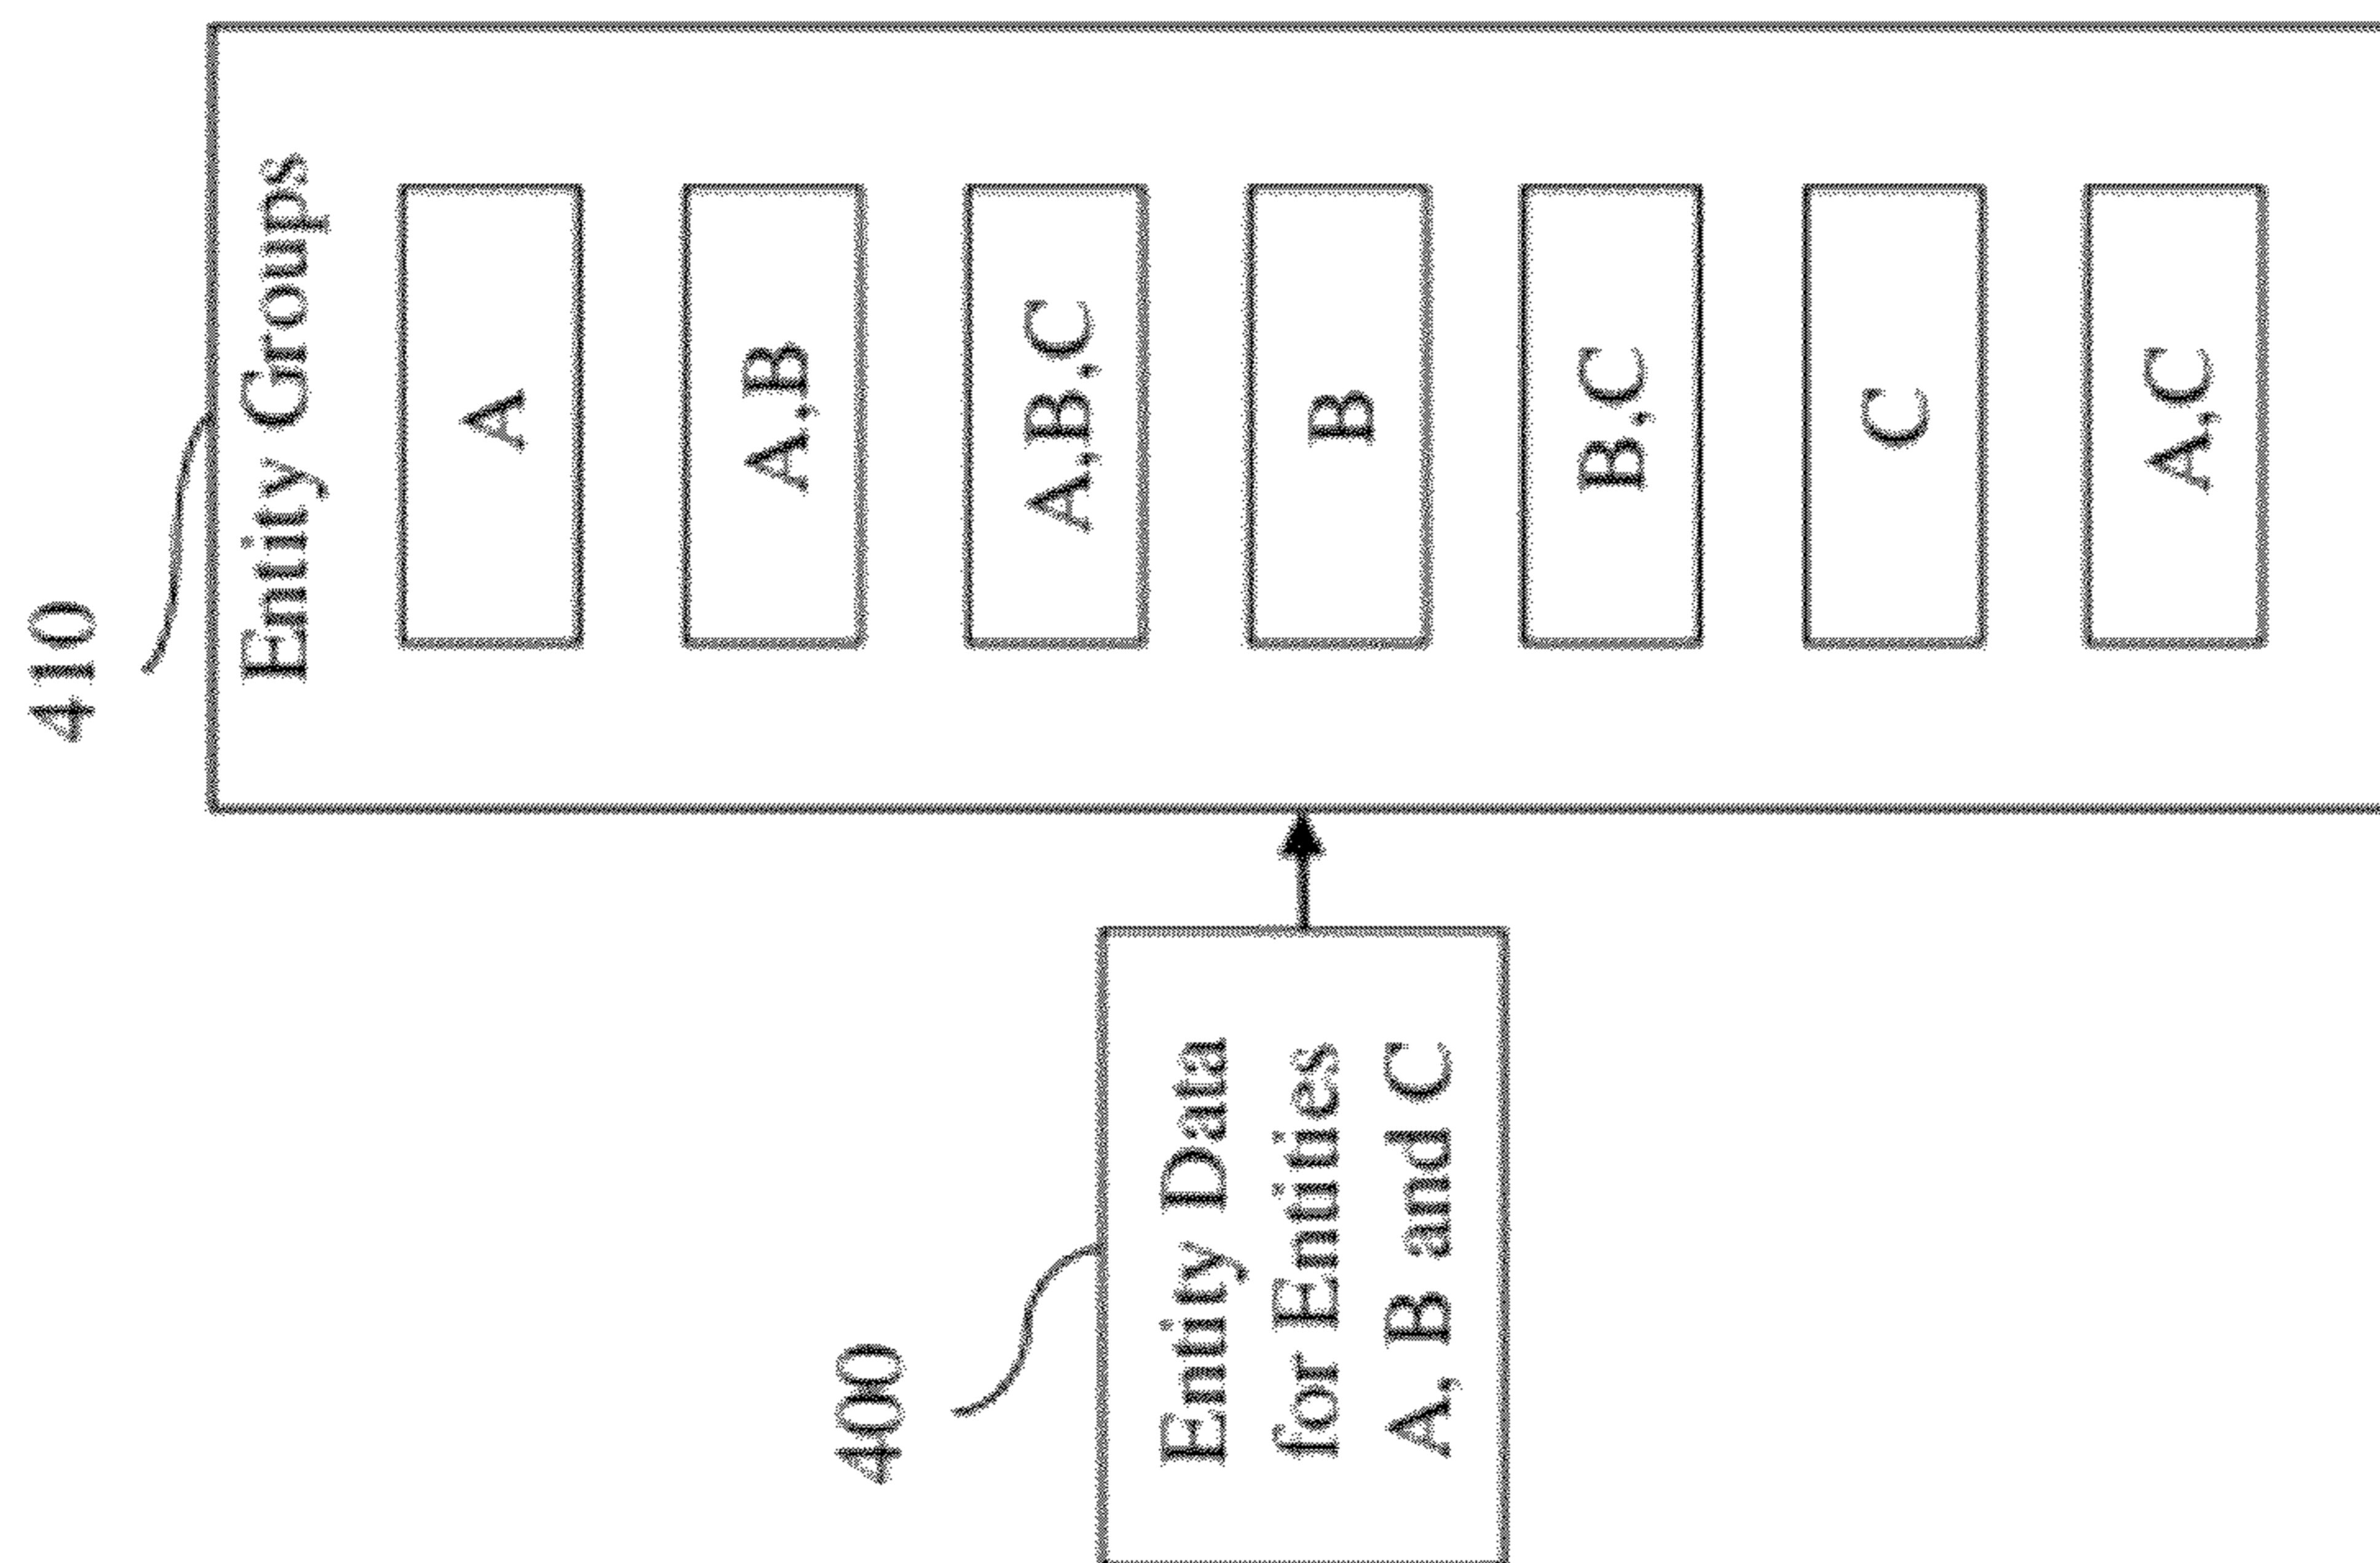 400
Entity Data
for Entities
A, B and C
410
Entity Groups
A
A,B
A,B,C
B
B,C
C
A,C